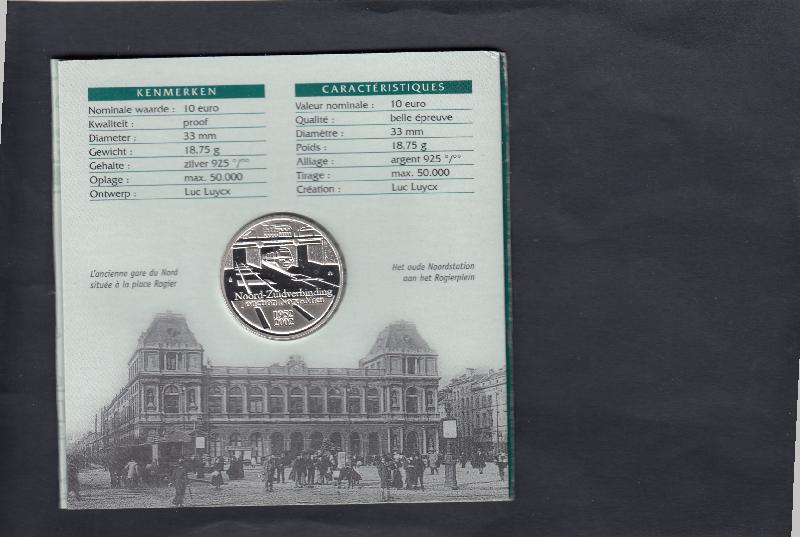 KENMERKEN
Nominale waarde : 10 euro
Kwaliteit : proof
Diameter : 33 mm
Gewicht : 18,75 g
Gehalte : zilver 925 °/°°
Oplage : max. 50.000
Ontwerp : Luc Luycx
CARACTÉRISTIQUES
Valeur nominale : 10 euro
Qualité : belle épreuve
Diamètre : 33 mm
Poids : 18,75 g
Alliage : argent 925 °/°°
Tirage : max. 50.000
Création : Luc Luycx
L'ancienne gare du Nord
située à la place Rogier
Het oude Noordstation
aan het Rogierplein
Noord-Zuidverbinding
Jonction Nord-Midi
1952
2002